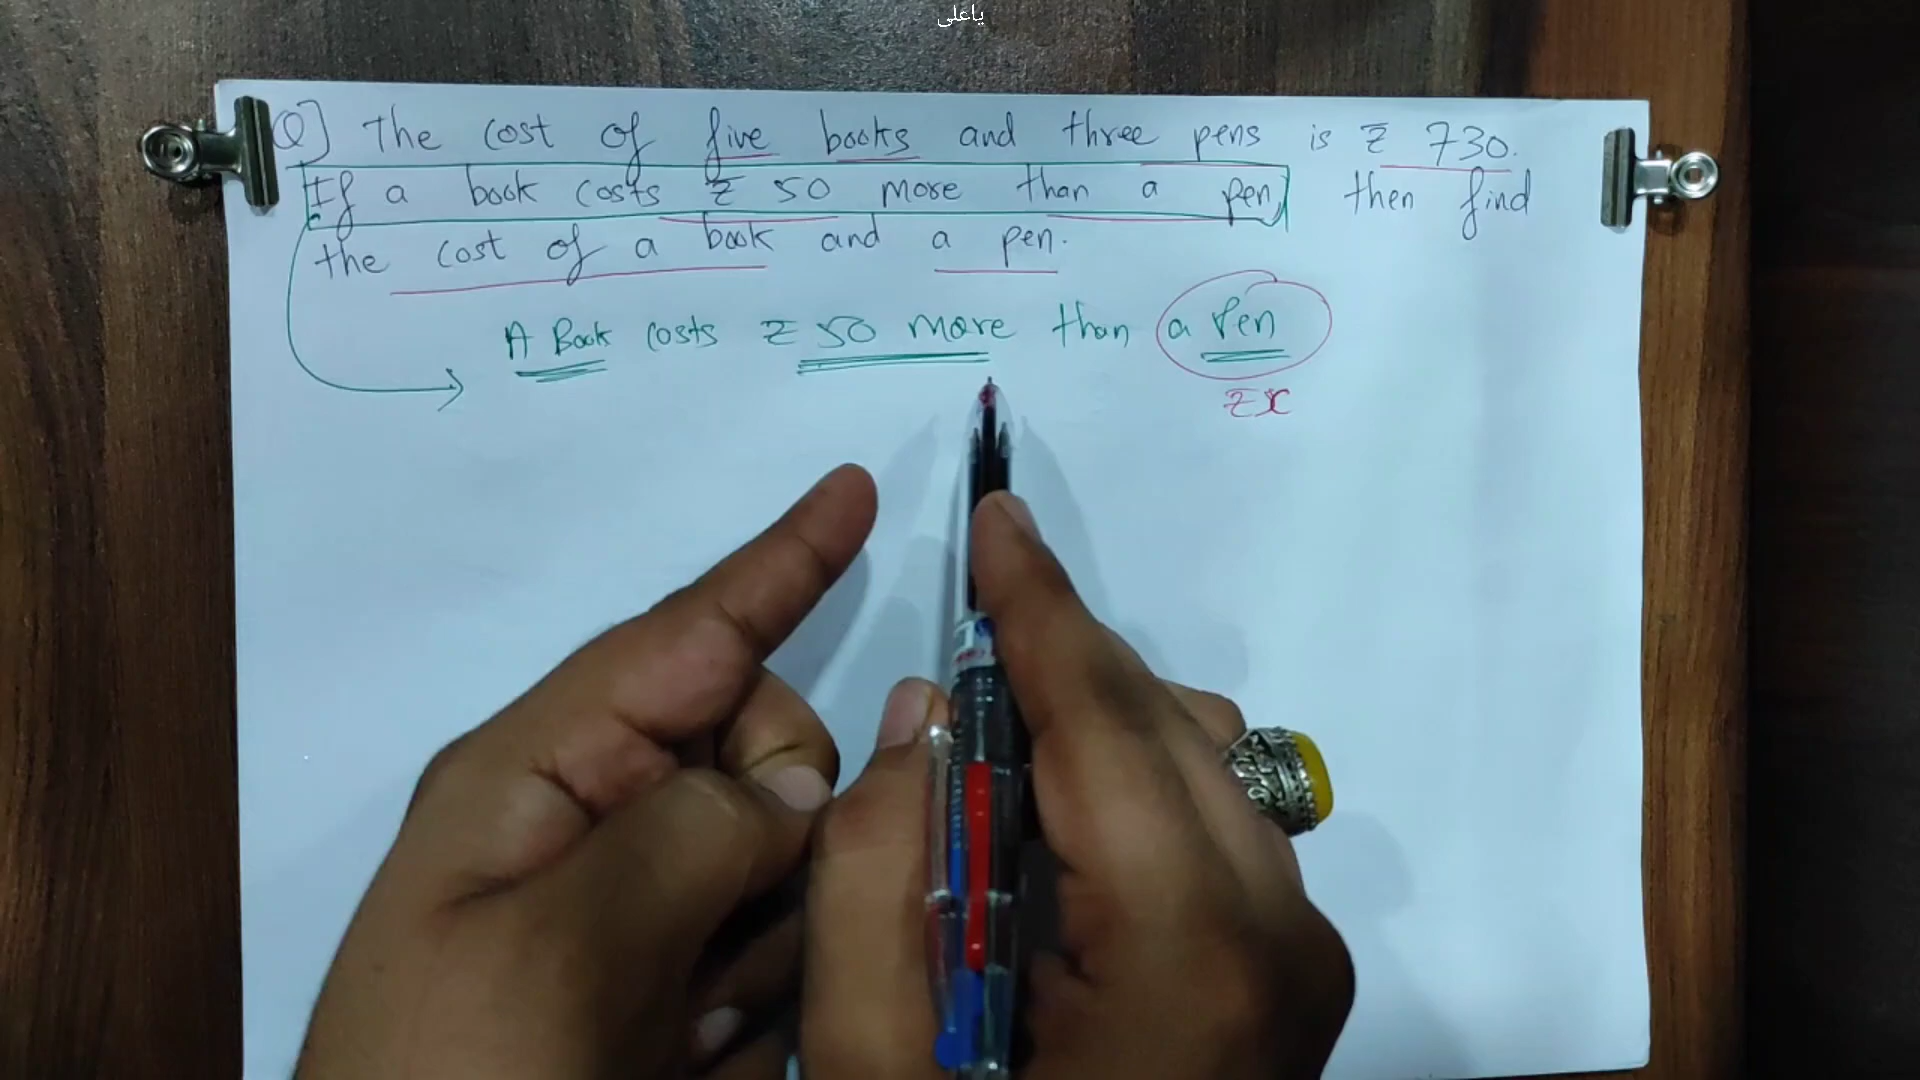 ياعلى
Q] The cost of five books and three pens is ₹ 730.
If a book costs ₹ 50 more than a pen, then find
the cost of a book and a pen.
A Book costs ₹ 50 more than a Pen
₹x